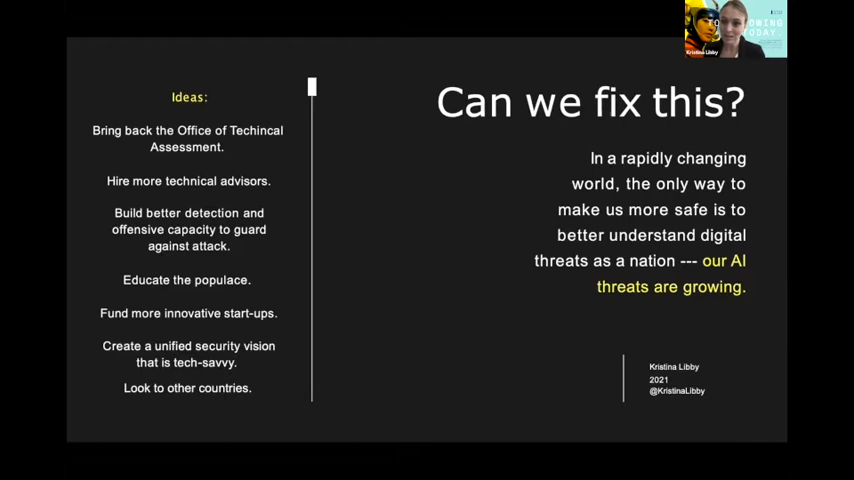 Ideas:
Bring back the Office of Techincal
Assessment.
Hire more technical advisors.
Build better detection and
offensive capacity to guard
against attack.
Educate the populace.
Fund more innovative start-ups.
Create a unified security vision
that is tech-savvy.
Look to other countries.
Can we fix this?
In a rapidly changing
world, the only way to
make us more safe is to
better understand digital
threats as a nation --- our AI
threats are growing.
Kristina Libby
2021
@KristinaLibby
TODAY.
Kristina Libby